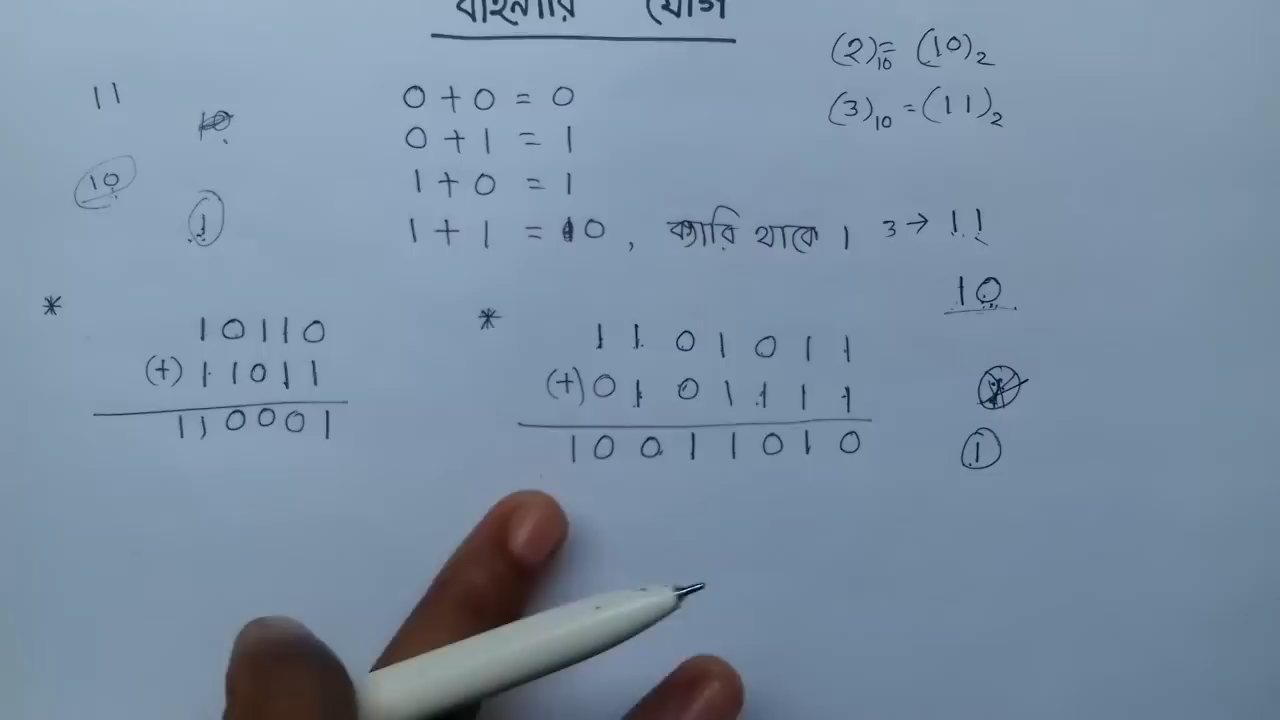 বাইনারি যোগ
(2)₁₀ = (10)₂
(3)₁₀ = (11)₂
11
10
1
0 + 0 = 0
0 + 1 = 1
1 + 0 = 1
1 + 1 = 10 , ক্যারি থাকে 1
3 → 11
10
1
*
10110
(+) 11011
110001
*
1101011
(+) 0101111
10011010